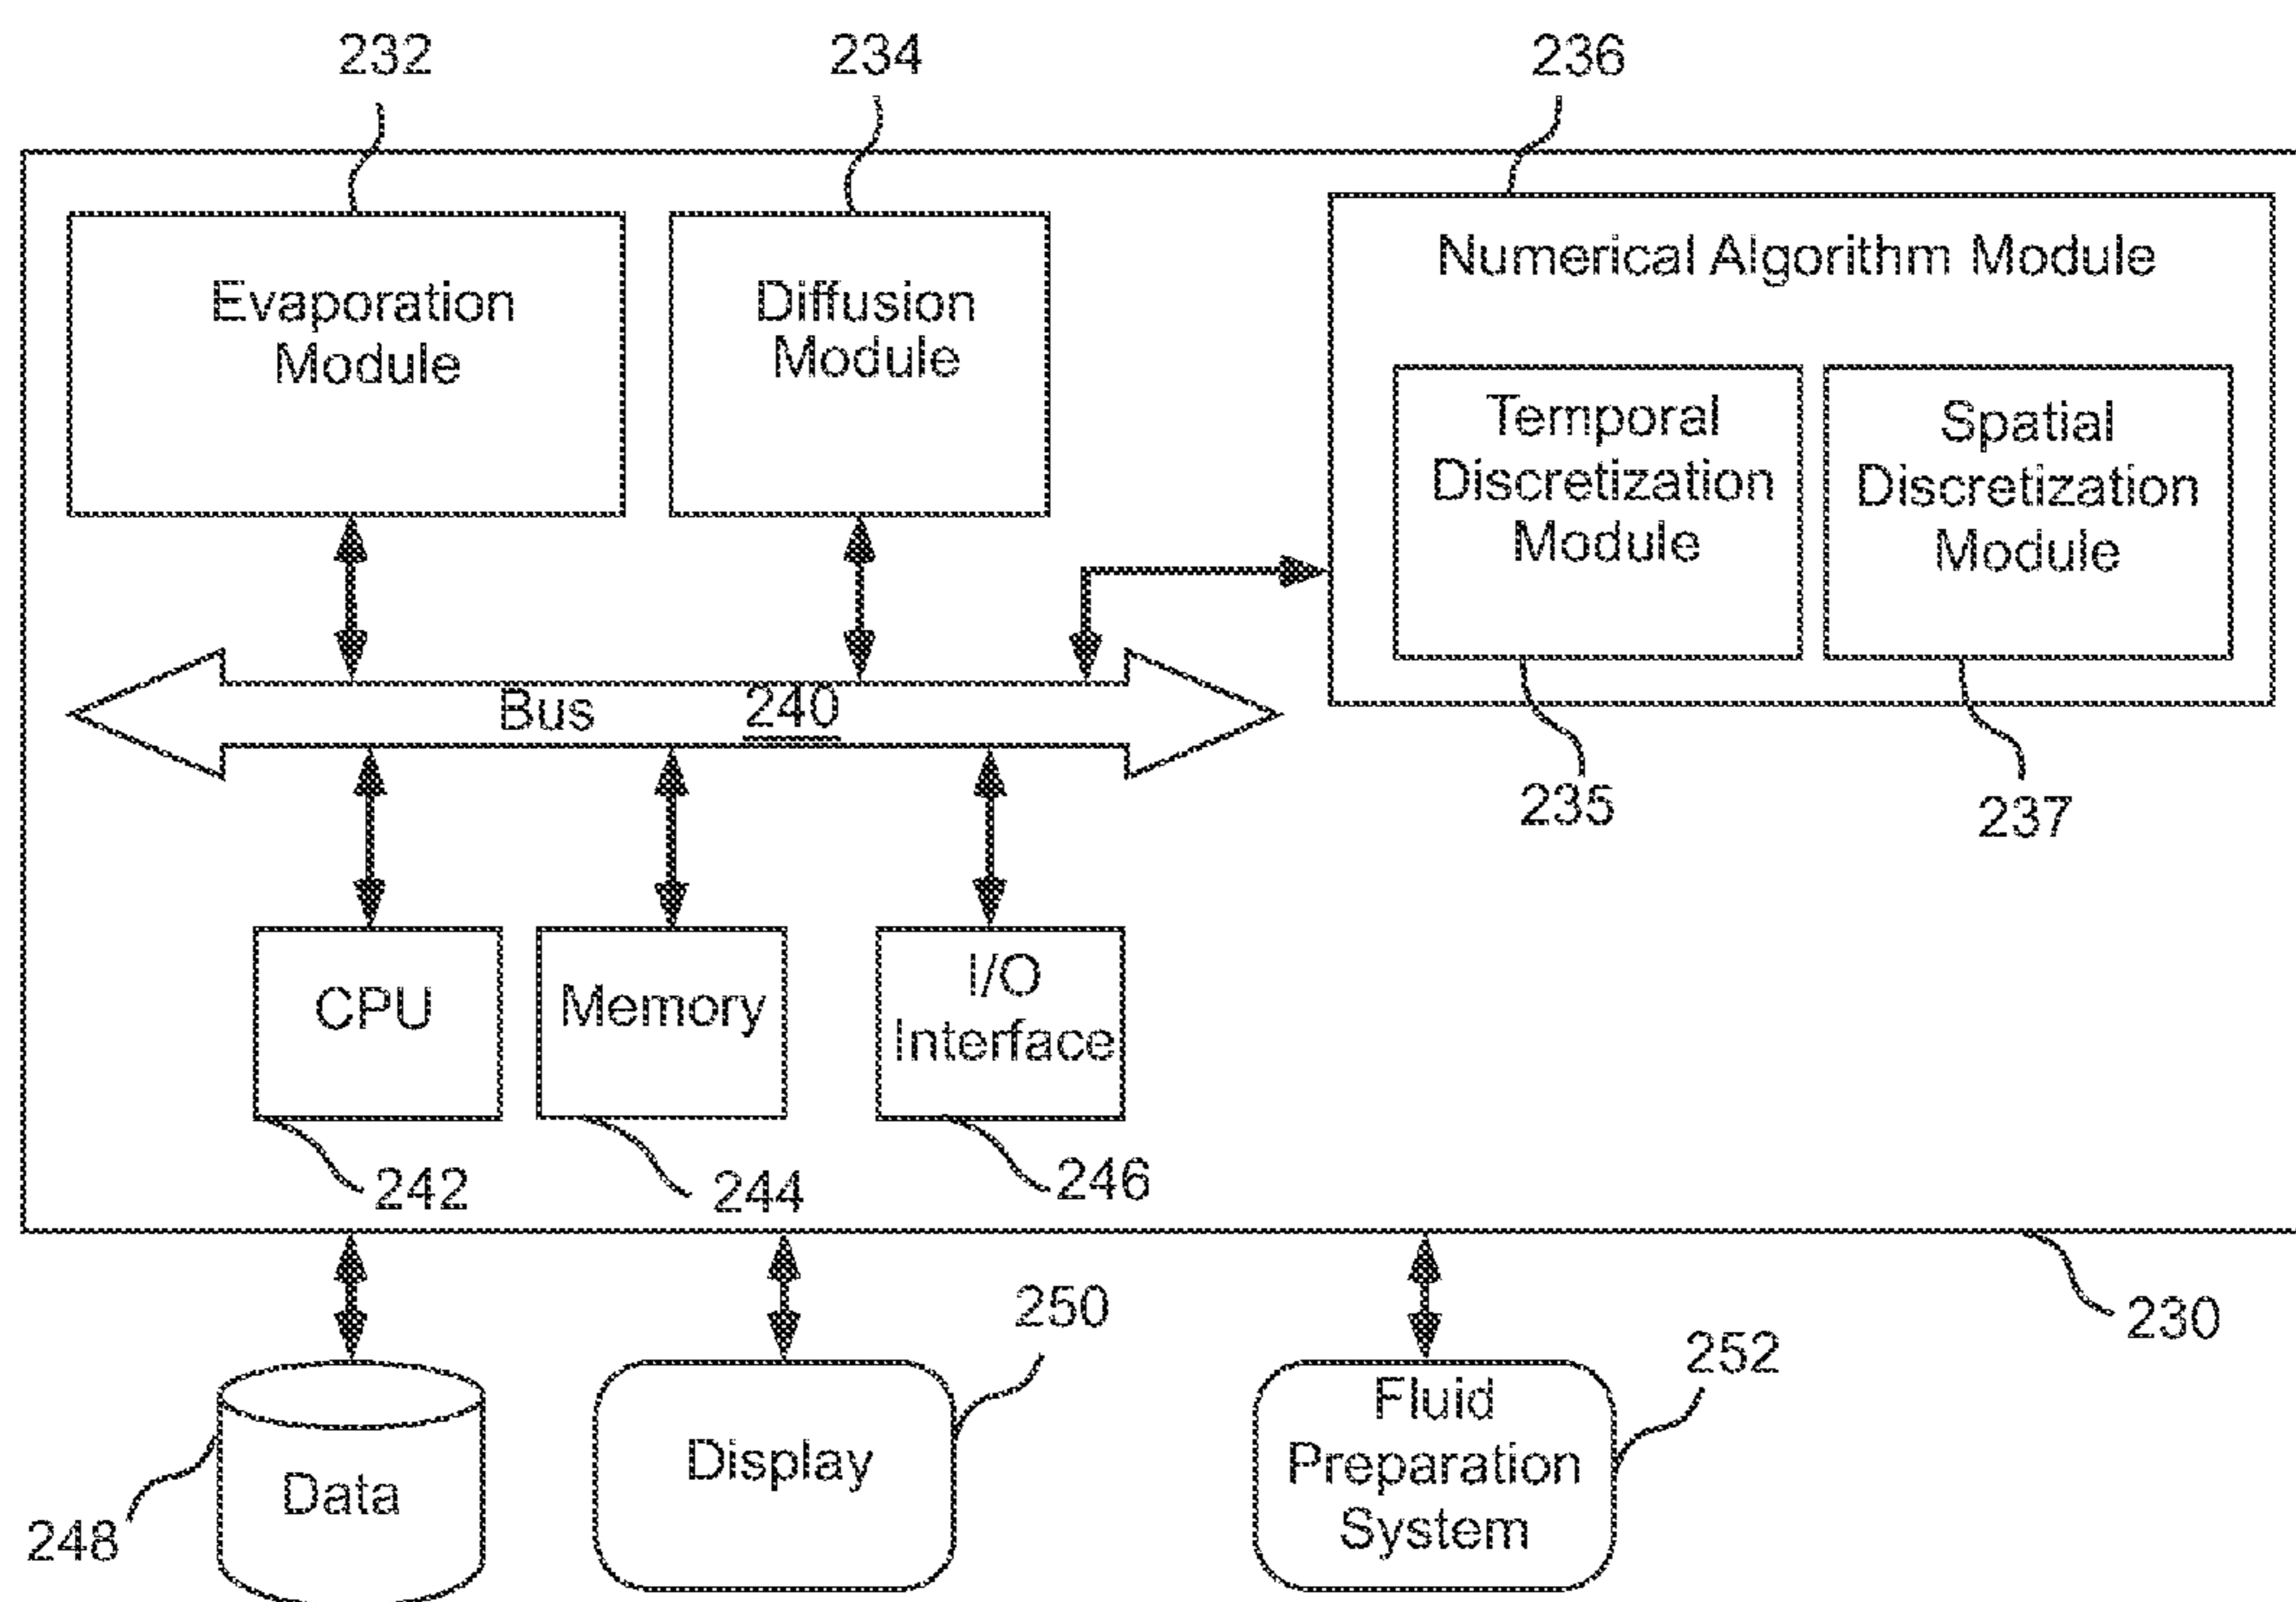 232
234
236
Evaporation
Module
Diffusion
Module
Numerical Algorithm Module
Temporal
Discretization
Module
Spatial
Discretization
Module
Bus 240
235
237
CPU
Memory
I/O
Interface
242
244
246
230
250
252
248
Data
Display
Fluid
Preparation
System